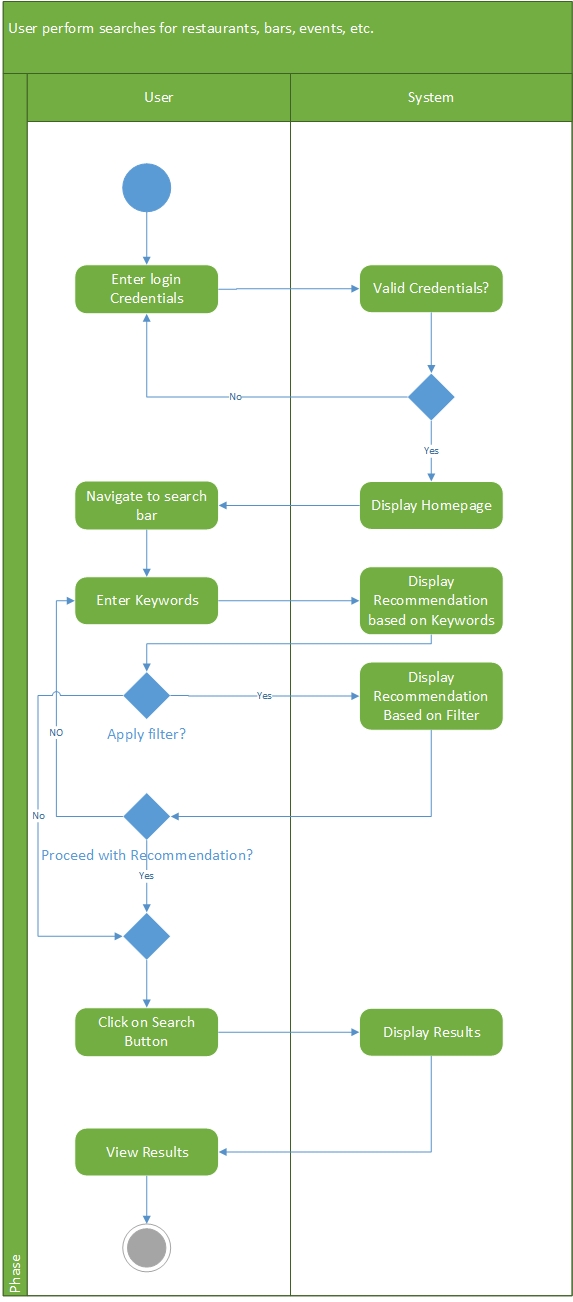 User perform searches for restaurants, bars, events, etc.
User
System
Enter login
Credentials
Valid Credentials?
No
Yes
Navigate to search
bar
Display Homepage
Enter Keywords
Display
Recommendation
based on Keywords
Yes
Display
Recommendation
Based on Filter
Apply filter?
NO
No
Proceed with Recommendation?
Yes
Click on Search
Button
Display Results
View Results
Phase